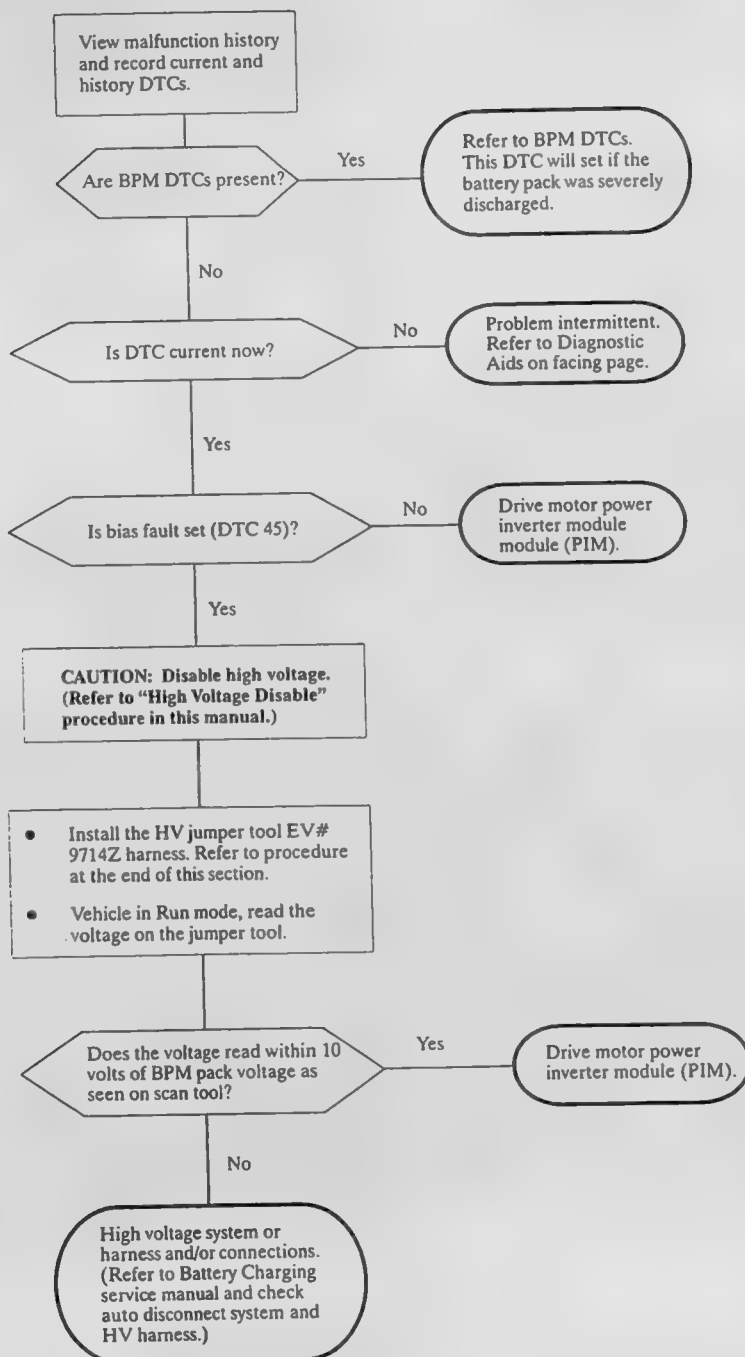 View malfunction history
and record current and
history DTCs.
Are BPM DTCs present?
Yes
Refer to BPM DTCs.
This DTC will set if the
battery pack was severely
discharged.
No
Is DTC current now?
No
Problem intermittent.
Refer to Diagnostic
Aids on facing page.
Yes
Is bias fault set (DTC 45)?
No
Drive motor power
inverter module
module (PIM).
Yes
CAUTION: Disable high voltage.
(Refer to “High Voltage Disable”
procedure in this manual.)
• Install the HV jumper tool EV#
9714Z harness. Refer to procedure
at the end of this section.
• Vehicle in Run mode, read the
voltage on the jumper tool.
Does the voltage read within 10
volts of BPM pack voltage as
seen on scan tool?
Yes
Drive motor power
inverter module (PIM).
No
High voltage system or
harness and/or connections.
(Refer to Battery Charging
service manual and check
auto disconnect system and
HV harness.)